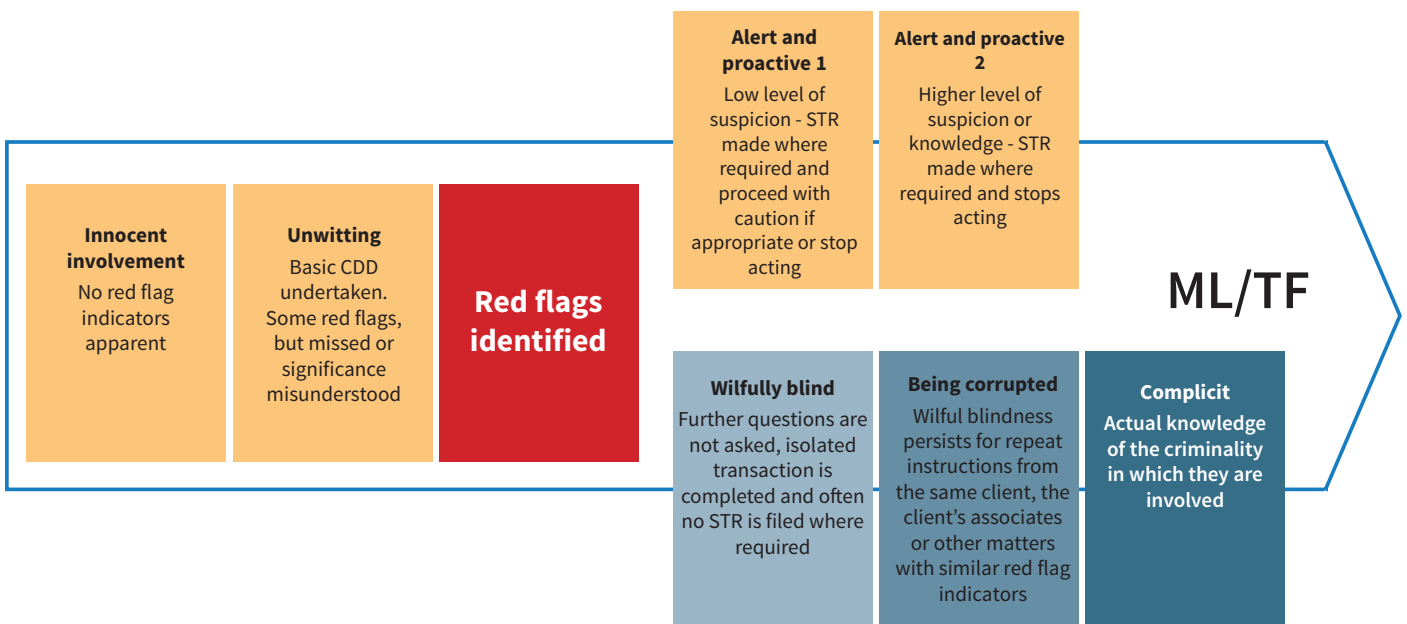 Innocent
involvement
No red flag
indicators
apparent
Unwitting
Basic CDD
undertaken.
Some red flags,
but missed or
significance
misunderstood
Red flags
identified
Alert and
proactive 1
Low level of
suspicion - STR
made where
required and
proceed with
caution if
appropriate or stop
acting
Alert and proactive
2
Higher level of
suspicion or
knowledge - STR
made where
required and stops
acting
Wilfully blind
Further questions are
not asked, isolated
transaction is
completed and often
no STR is filed where
required
Being corrupted
Wilful blindness
persists for repeat
instructions from
the same client, the
client’s associates
or other matters
with similar red flag
indicators
Complicit
Actual knowledge
of the criminality
in which they are
involved
ML/TF